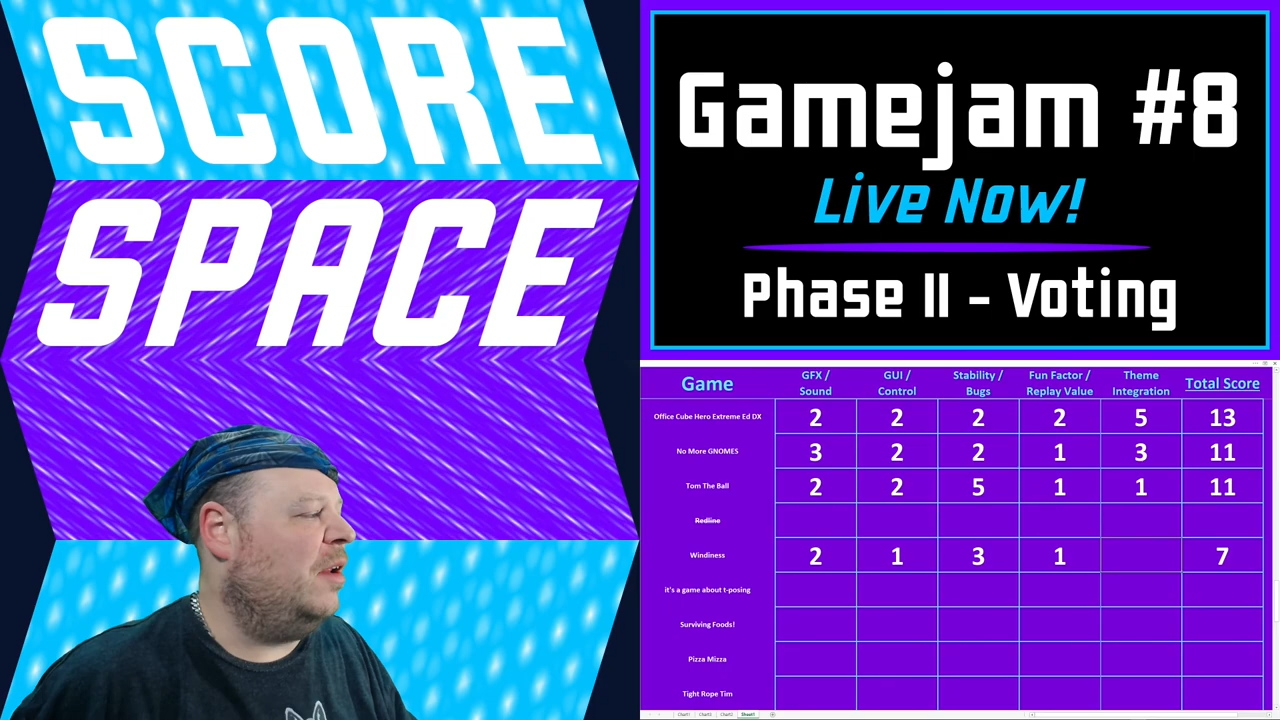 SCORE
SPACE
Gamejam #8
Live Now!
Phase II - Voting
Game GFX / Sound GUI / Control Stability / Bugs Fun Factor / Replay Value Theme Integration Total Score
Office Cube Hero Extreme Ed DX 2 2 2 2 5 13
No More GNOMES 3 2 2 1 3 11
Tom The Ball 2 2 5 1 1 11
Redline
Windiness 2 1 3 1 7
it's a game about t-posing
Surviving Foods!
Pizza Mizza
Tight Rope Tim
Sheet1